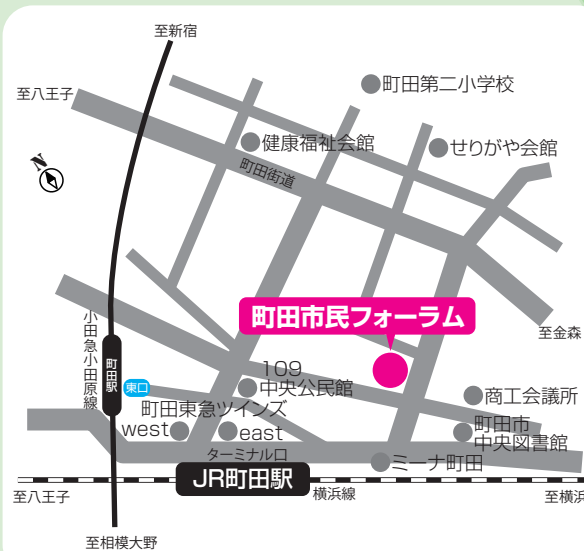 至新宿
至八王子
町田第二小学校
健康福祉会館
せりがや会館
町田街道
N
町田市民フォーラム
至金森
小田急小田原線
町田駅
東口
109
中央公民館
商工会議所
町田東急ツインズ
west
east
町田市
中央図書館
ターミナル口
ミーナ町田
JR町田駅
横浜線
至八王子
至横浜
至相模大野